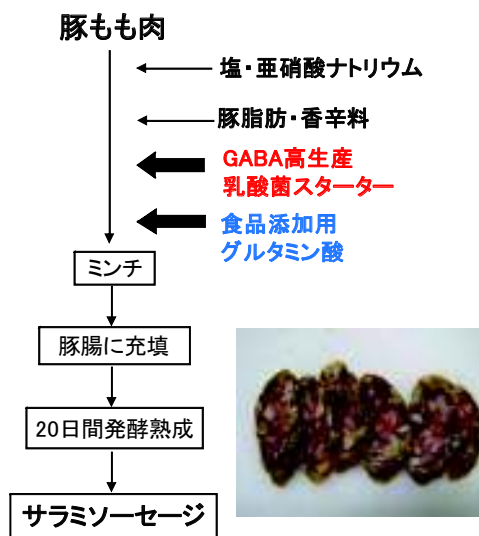 豚もも肉
塩・亜硝酸ナトリウム
豚脂肪・香辛料
GABA高生産
乳酸菌スターター
食品添加用
グルタミン酸
ミンチ
豚腸に充填
20日間発酵熟成
サラミソーセージ